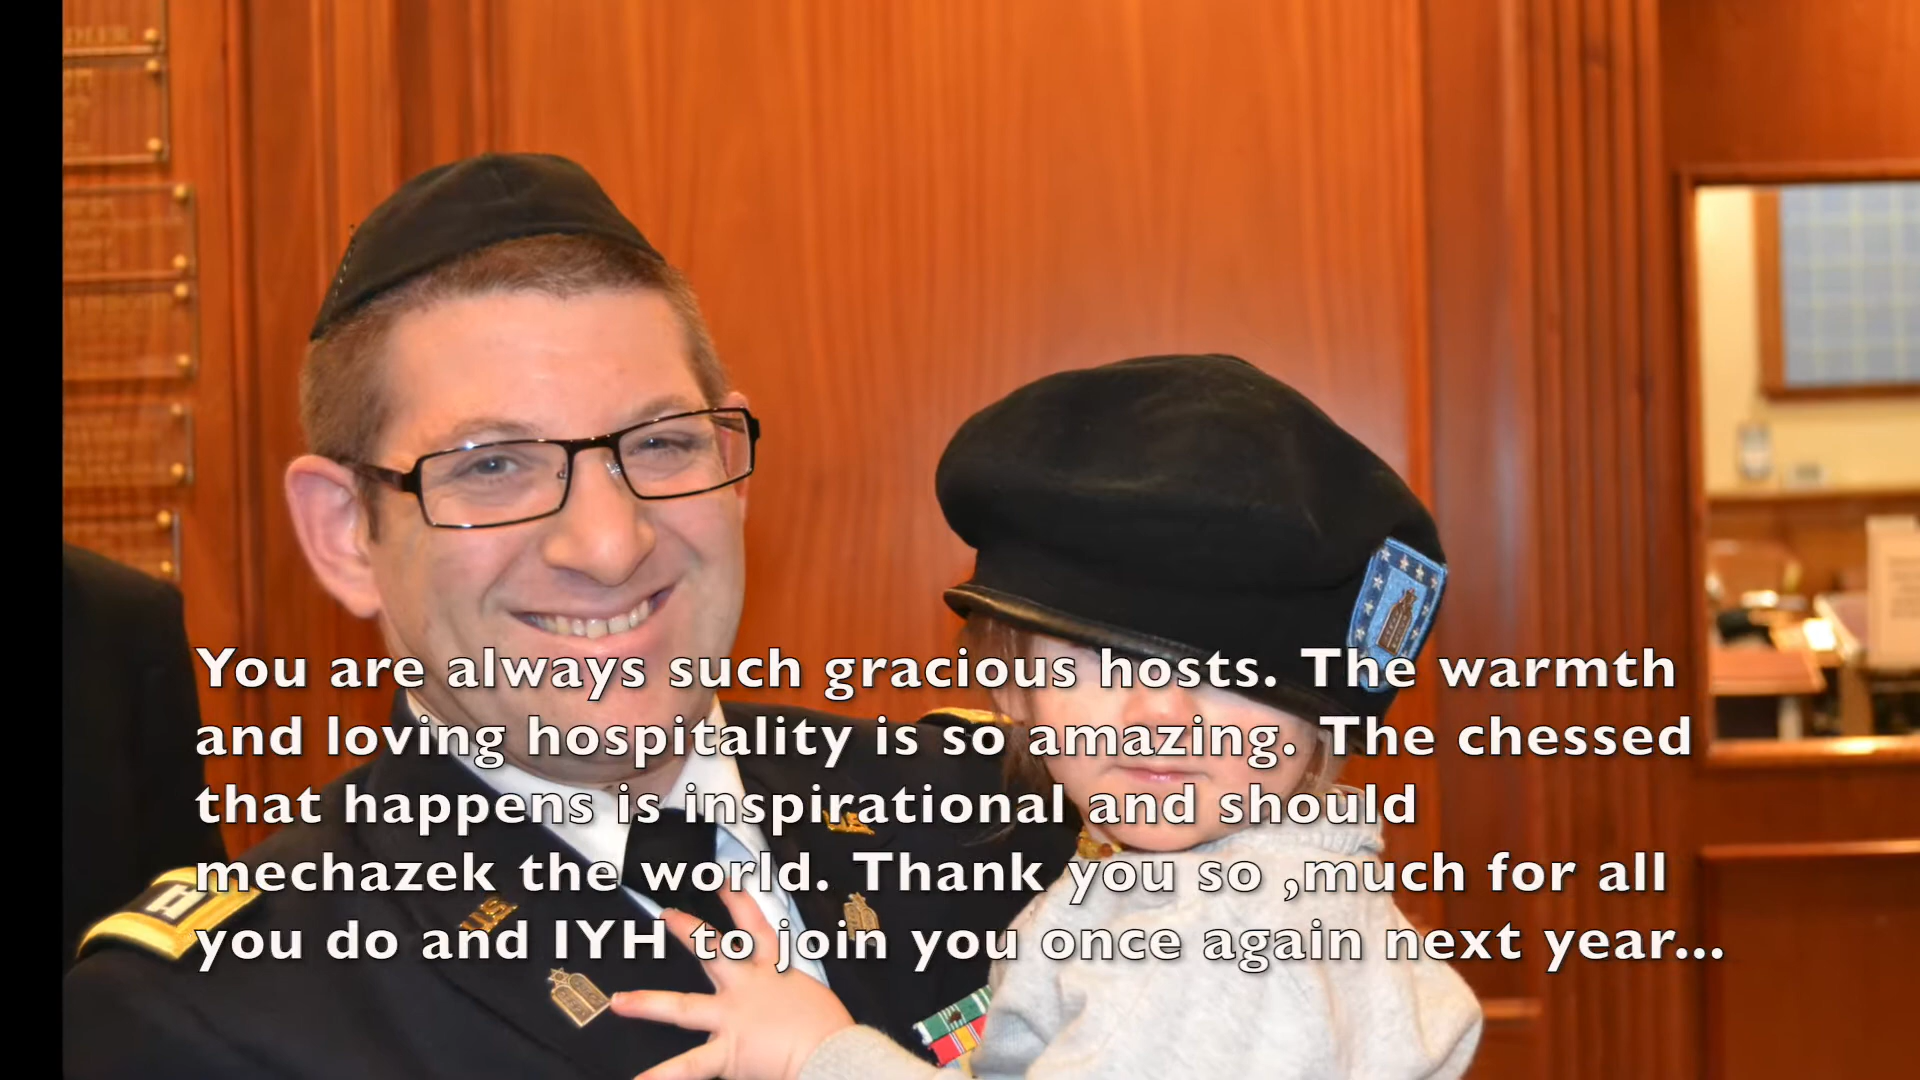 DLER
You are always such gracious hosts. The warmth
and loving hospitality is so amazing. The chessed
that happens is inspirational and should
mechazek the world. Thank you so ,much for all
you do and IYH to join you once again next year...
U.S.